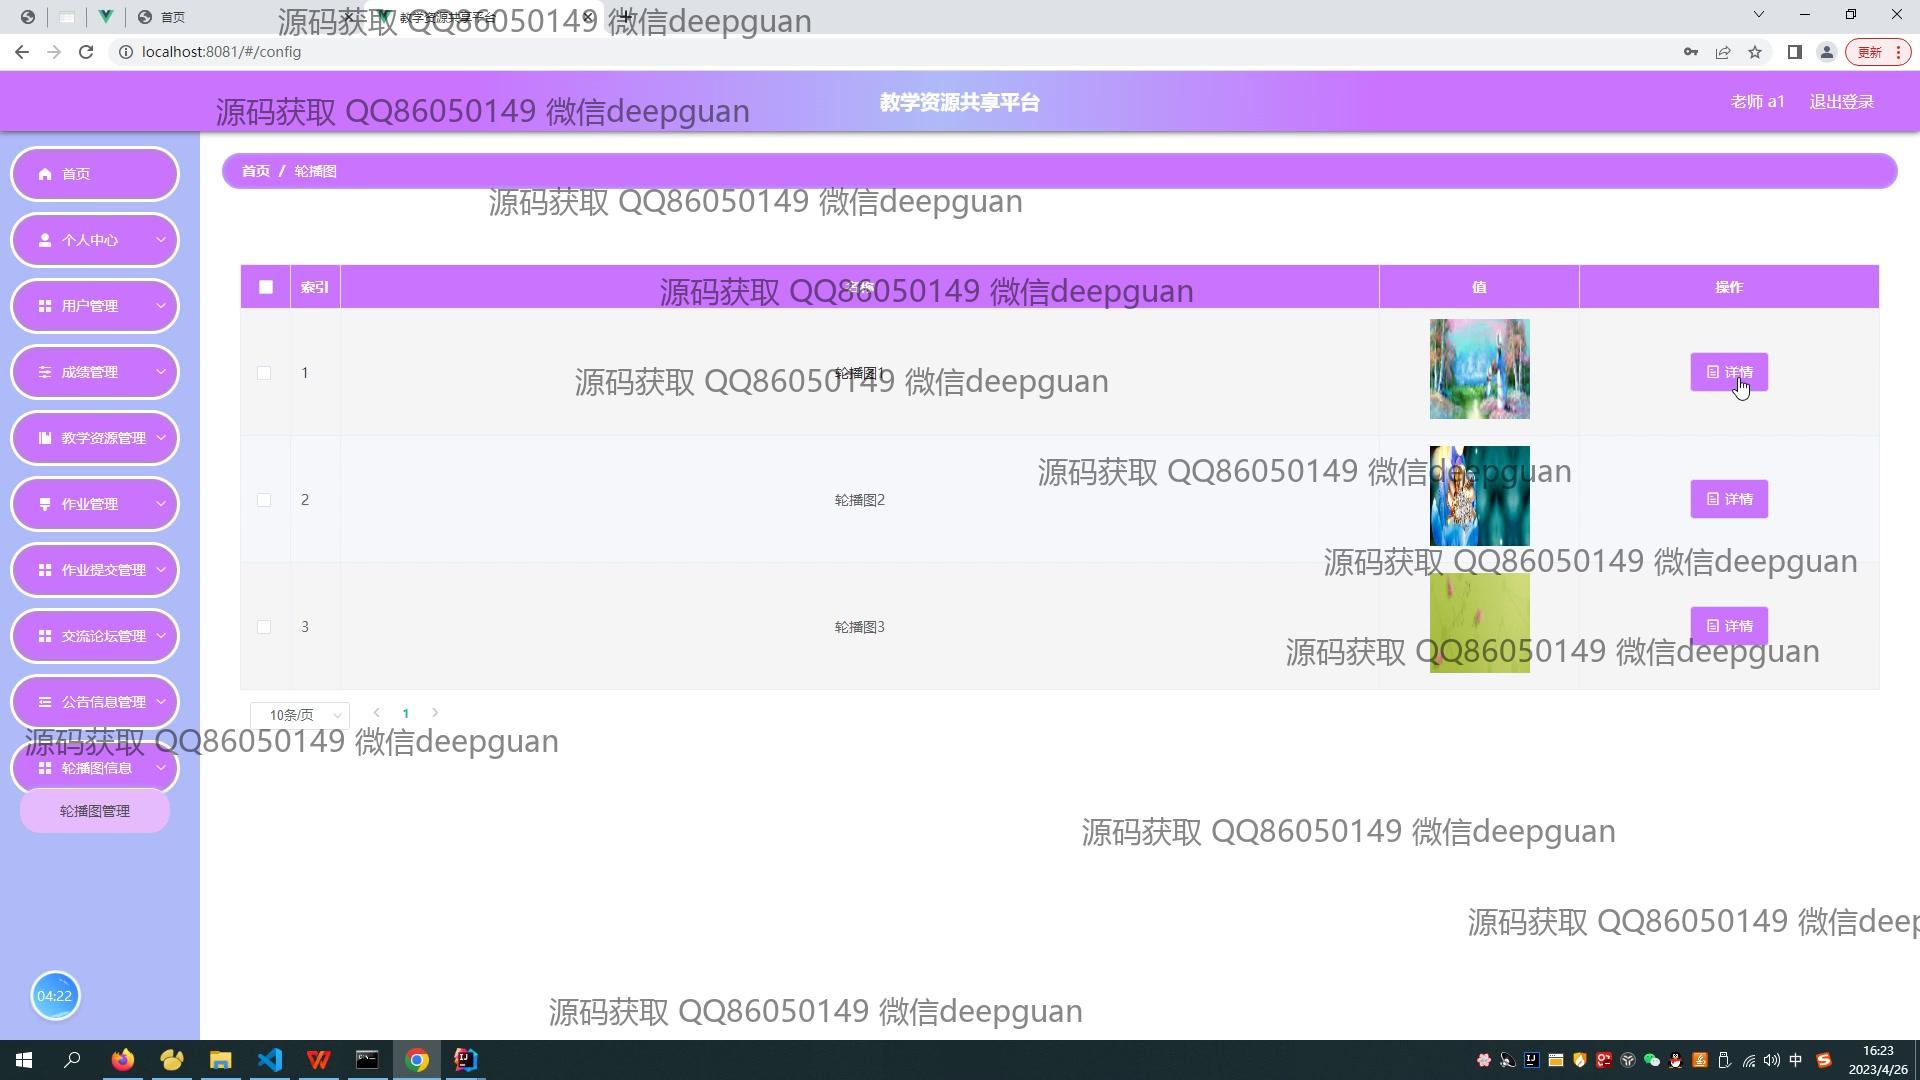 首页
教学资源共享平台
源码获取 QQ86050149 微信deepguan
localhost:8081/#/config
更新
教学资源共享平台
老师 a1
退出登录
源码获取 QQ86050149 微信deepguan
首页
首页 / 轮播图
源码获取 QQ86050149 微信deepguan
个人中心
用户管理
索引
名称
值
操作
源码获取 QQ86050149 微信deepguan
成绩管理
1
轮播图1
详情
源码获取 QQ86050149 微信deepguan
教学资源管理
源码获取 QQ86050149 微信deepguan
作业管理
2
轮播图2
详情
源码获取 QQ86050149 微信deepguan
作业提交管理
3
轮播图3
详情
交流论坛管理
源码获取 QQ86050149 微信deepguan
公告信息管理
10条/页
1
源码获取 QQ86050149 微信deepguan
轮播图信息
轮播图管理
源码获取 QQ86050149 微信deepguan
源码获取 QQ86050149 微信deep
04:22
源码获取 QQ86050149 微信deepguan
中
16:23
2023/4/26